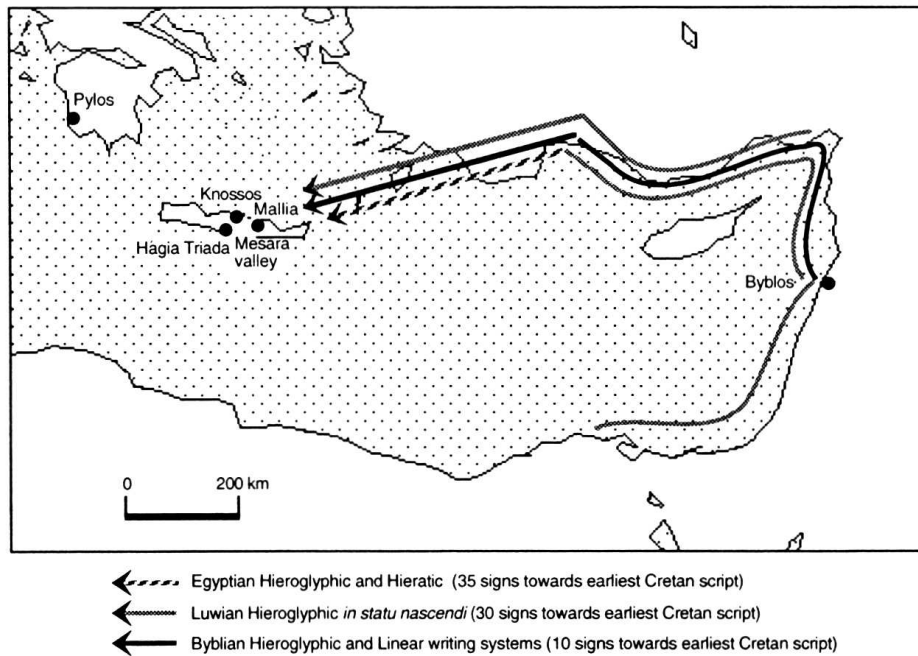 Pylos
Knossos
Mallia
Hagia Triada
Mesara
valley
Byblos
0 200 km
Egyptian Hieroglyphic and Hieratic (35 signs towards earliest Cretan script)
Luwian Hieroglyphic in statu nascendi (30 signs towards earliest Cretan script)
Byblian Hieroglyphic and Linear writing systems (10 signs towards earliest Cretan script)